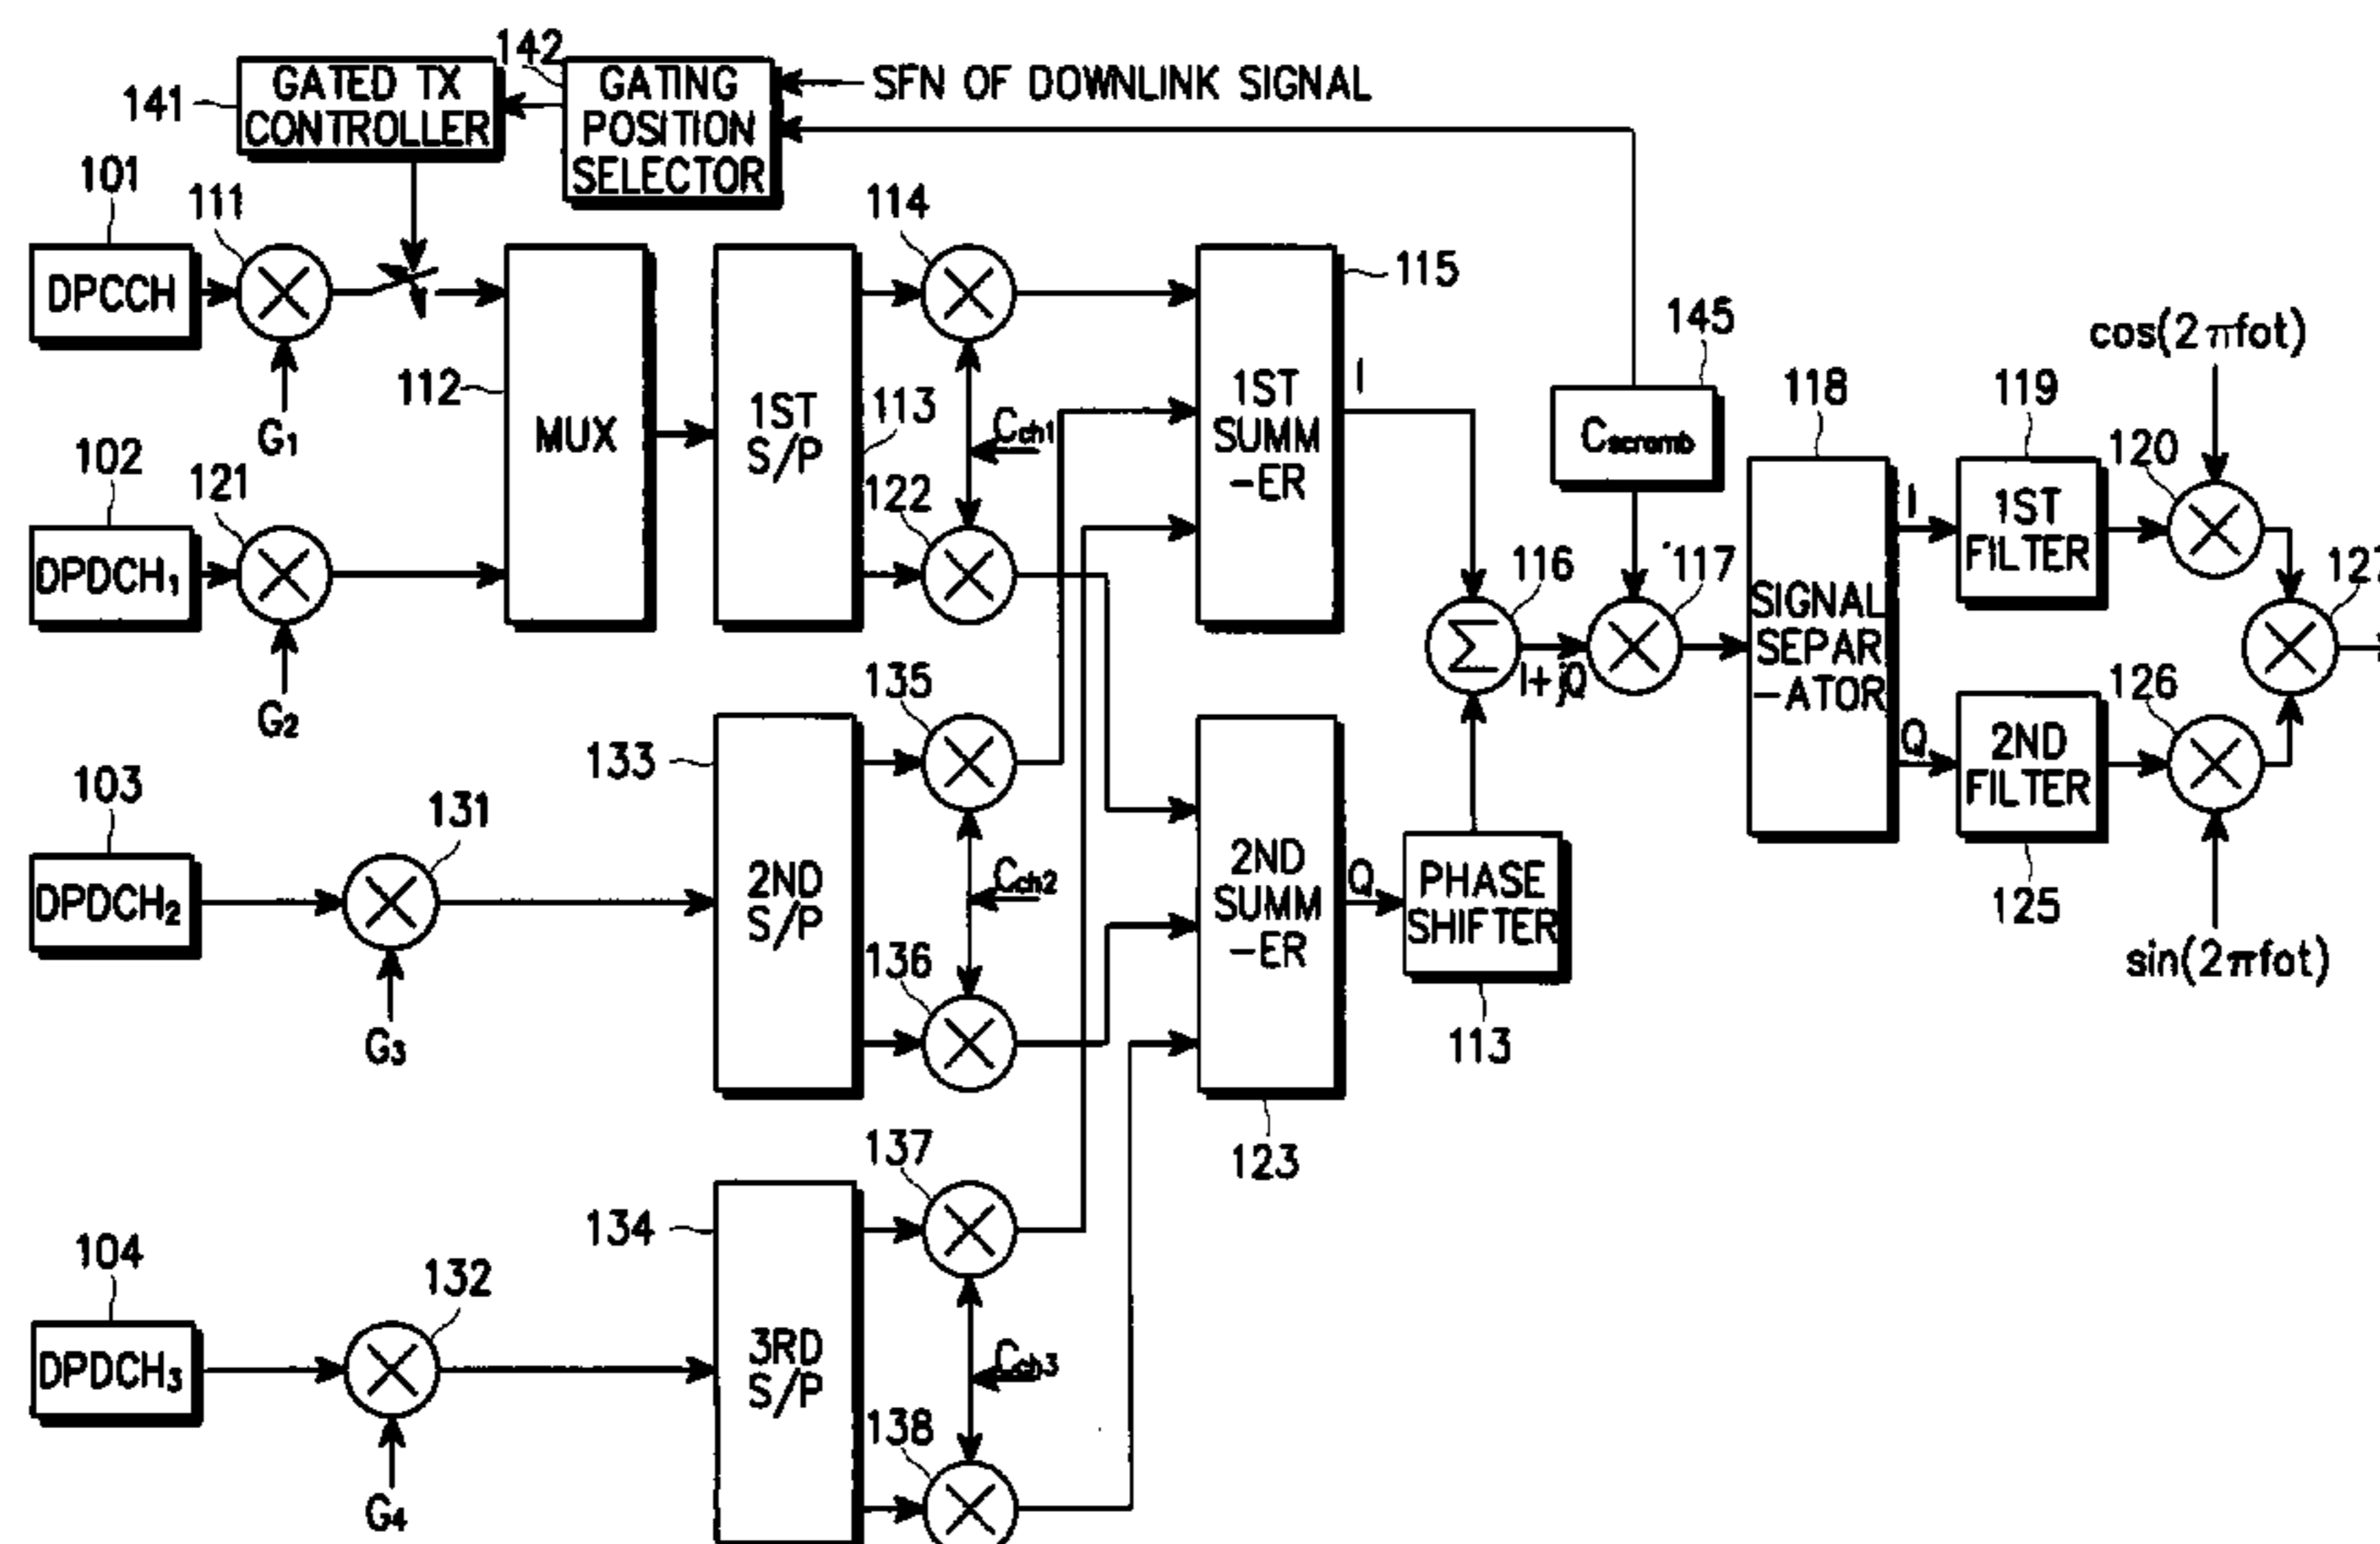 142
GATED TX
CONTROLLER
141
GATING
POSITION
SELECTOR
SFN OF DOWNLINK SIGNAL
101
111
114
DPCCH
115
G1
112
MUX
1ST
S/P
113
Cch1
1ST
SUMM
-ER
I
145
Cscramb
118
119
cos(2πfot)
120
102
121
122
DPDCH1
G2
116
I+jQ
117
SIGNAL
SEPAR
-ATOR
I
1ST
FILTER
127
Q
2ND
FILTER
126
125
sin(2πfot)
133
135
103
131
DPDCH2
G3
2ND
S/P
Cch2
136
2ND
SUMM
-ER
Q
PHASE
SHIFTER
113
123
137
134
104
132
DPDCH3
G4
3RD
S/P
Cch3
138